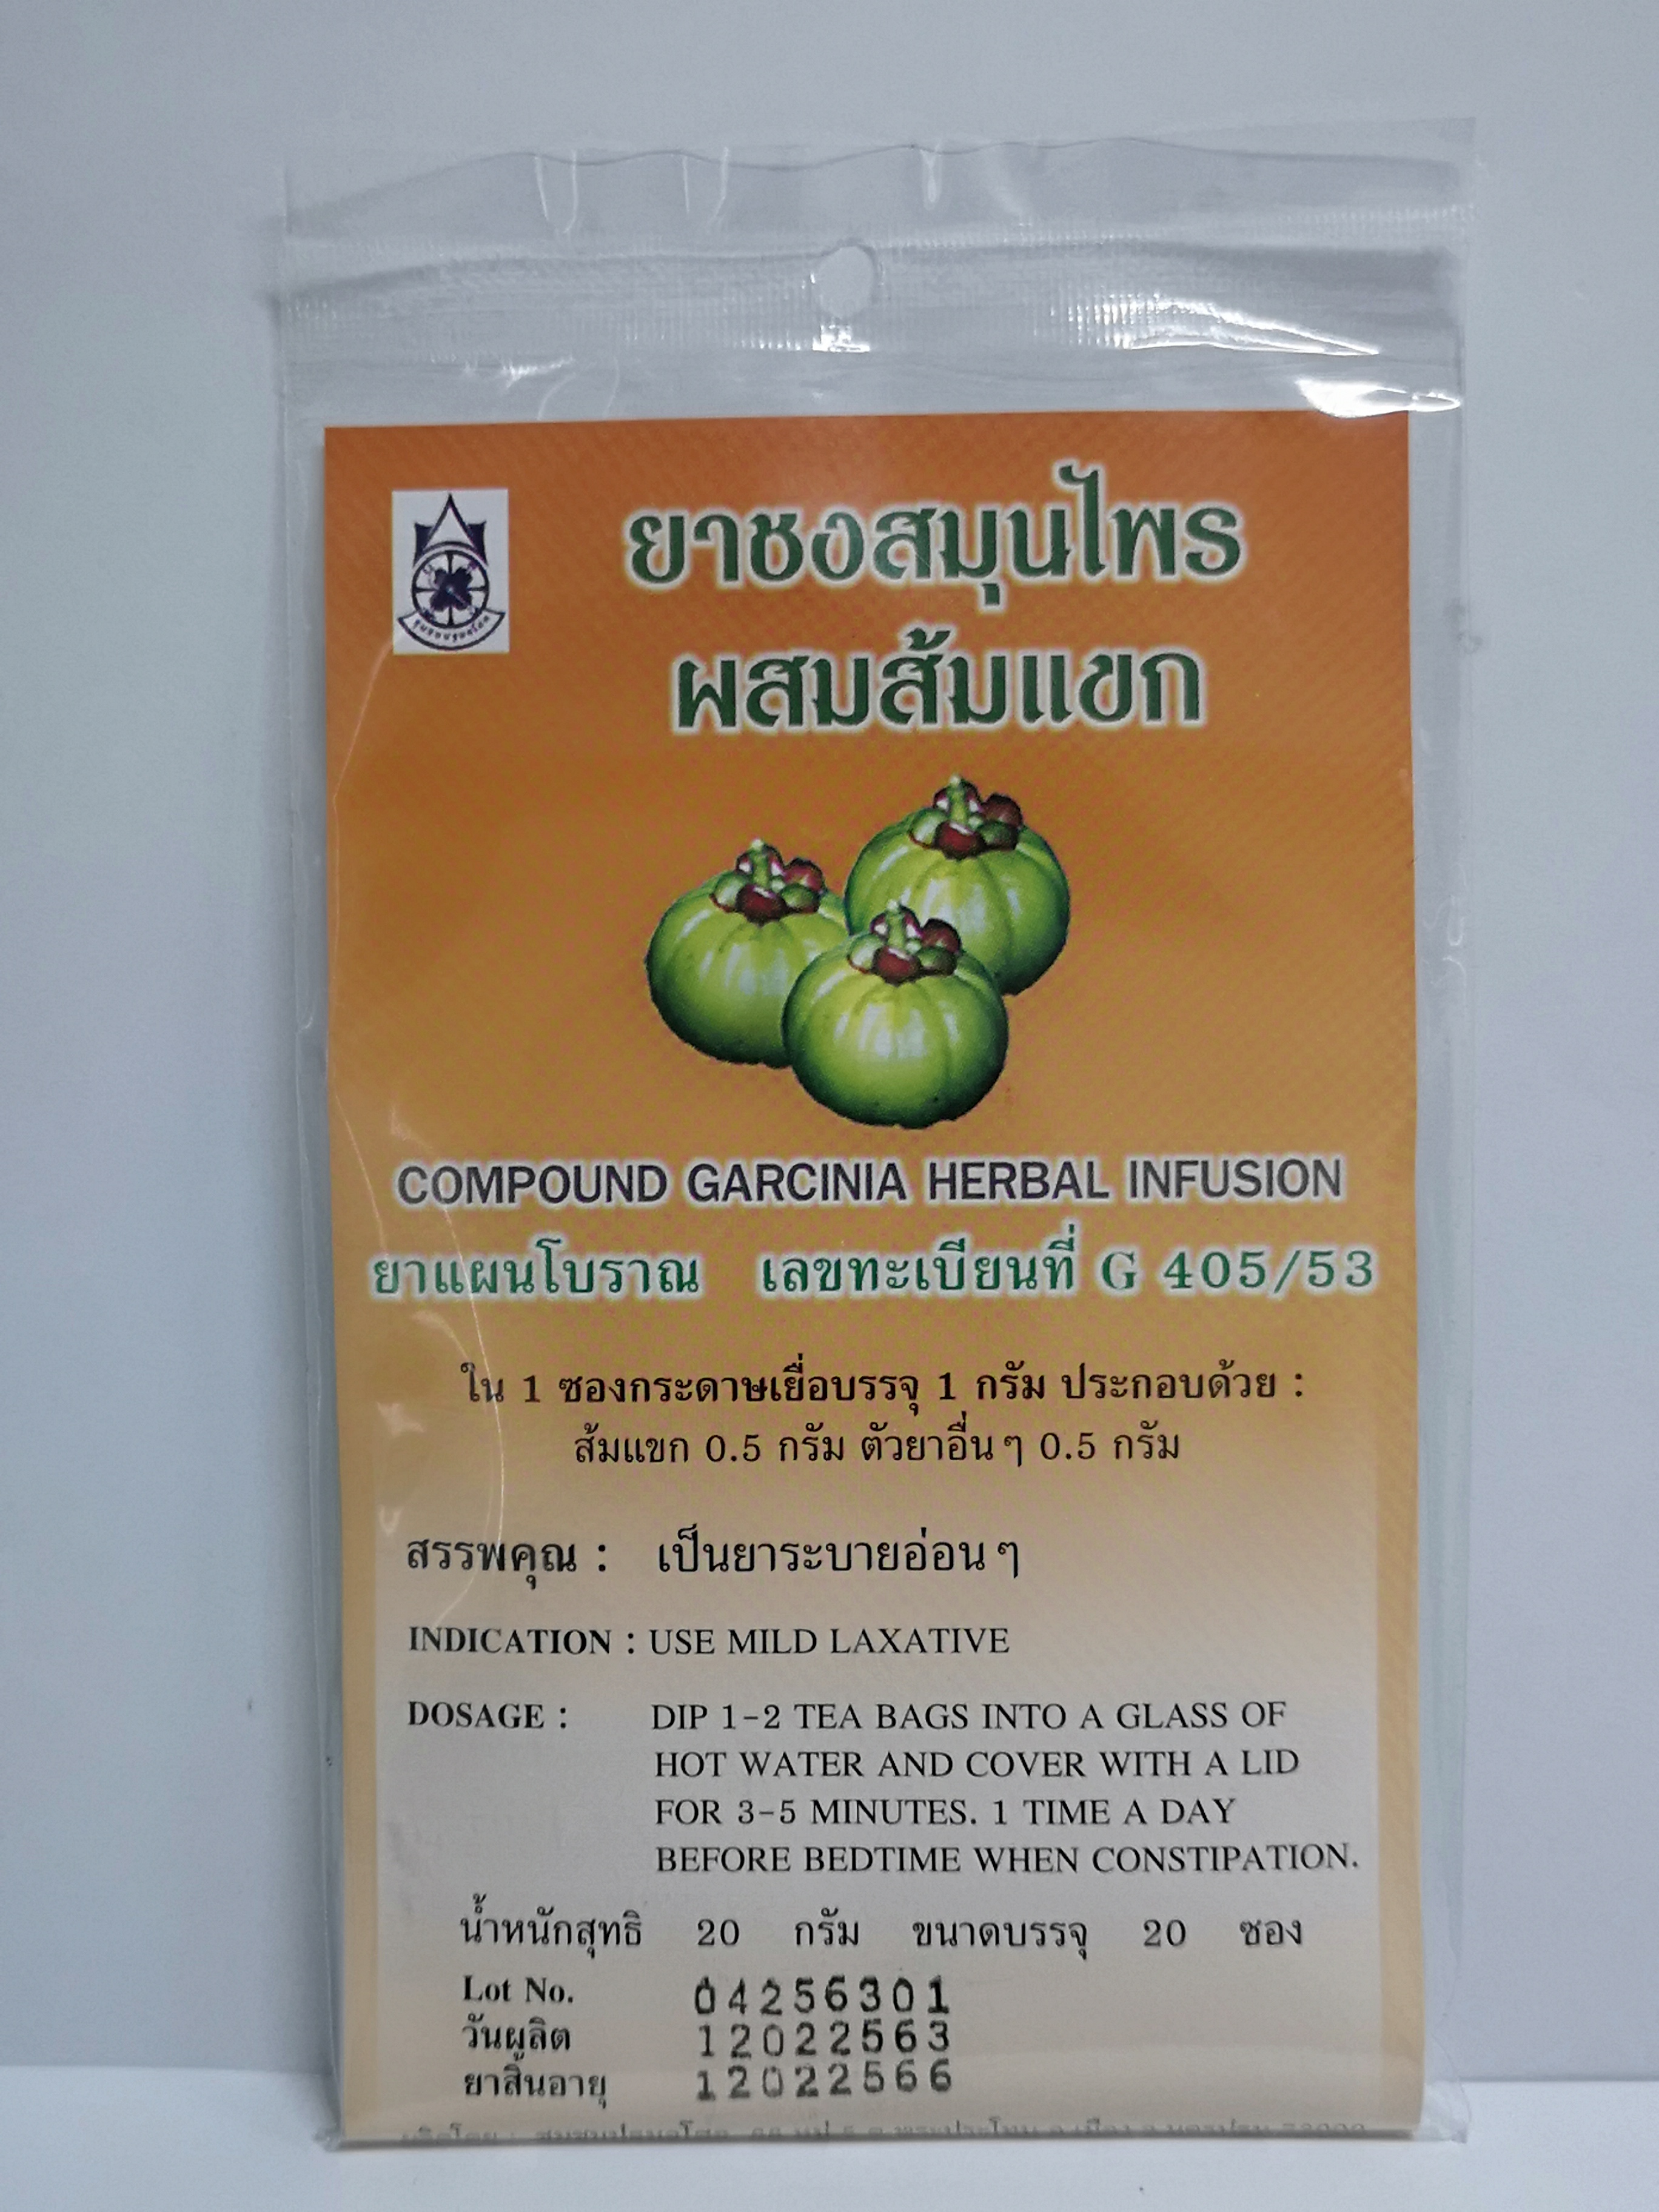 ยาชงสมุนไพร
ผสมส้มแขก
COMPOUND GARCINIA HERBAL INFUSION
ยาแผนโบราณ เลขทะเบียนที่ G 405/53
ใน 1 ซองกระดาษเยื่อบรรจุ 1 กรัม ประกอบด้วย :
ส้มแขก 0.5 กรัม ตัวยาอื่นๆ 0.5 กรัม
สรรพคุณ : เป็นยาระบายอ่อนๆ
INDICATION : USE MILD LAXATIVE
DOSAGE : DIP 1-2 TEA BAGS INTO A GLASS OF
HOT WATER AND COVER WITH A LID
FOR 3-5 MINUTES. 1 TIME A DAY
BEFORE BEDTIME WHEN CONSTIPATION.
น้ำหนักสุทธิ 20 กรัม ขนาดบรรจุ 20 ซอง
Lot No. 04256301
วันผลิต 12022563
ยาสิ้นอายุ 12022566